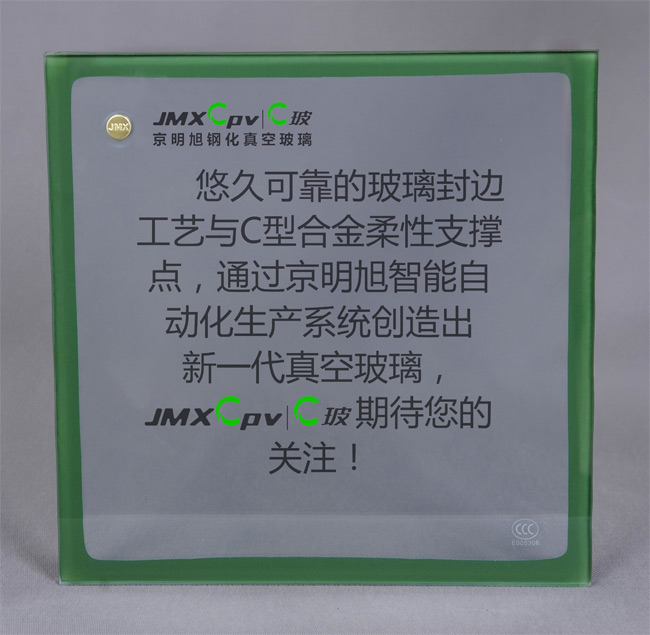 JMX
JMXCpv|C玻
京明旭钢化真空玻璃
悠久可靠的玻璃封边
工艺与C型合金柔性支撑
点，通过京明旭智能自
动化生产系统创造出
新一代真空玻璃，
JMXCpv|C玻期待您的
关注！
CCC